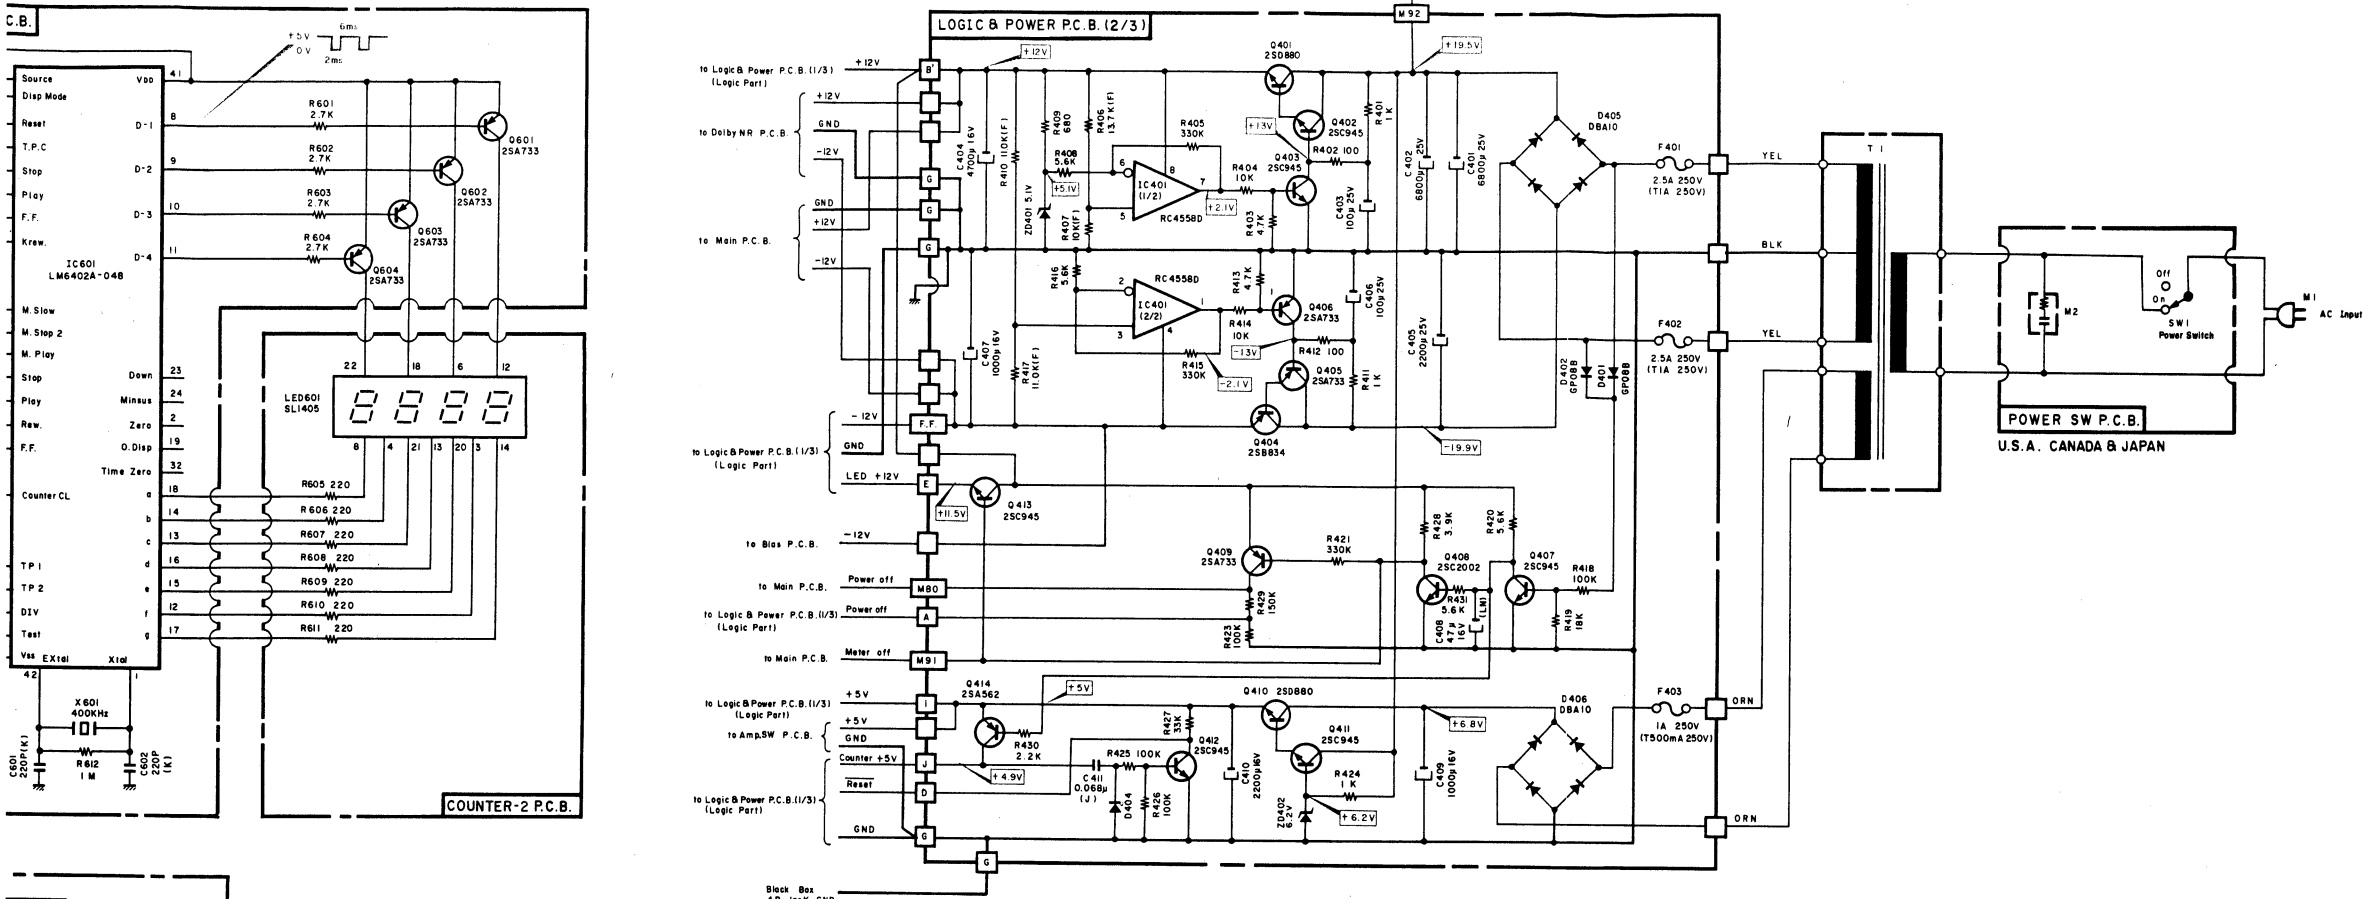 C.B.
6ms
+5V
0V
2ms
Source
Disp Mode
Reset
T.P.C
Stop
Play
F.F.
Krew.
IC601
LM6402A-048
M.Slow
M.Stop 2
M.Play
Stop
Play
Rew.
F.F.
Counter CL
TP1
TP2
DIV
Test
Vss
EXtal
Xtal
VDD
D-1
D-2
D-3
D-4
Down
Minsus
Zero
O.Disp
Time Zero
a
b
c
d
e
f
g
41
8
9
10
11
23
24
2
19
32
18
14
13
16
15
12
17
42
1
R601
2.7K
R602
2.7K
R603
2.7K
R604
2.7K
Q601
2SA733
Q602
2SA733
Q603
2SA733
Q604
2SA733
22
18
6
12
LED601
SL1405
8
4
21
13
20
3
14
R605 220
R606 220
R607 220
R608 220
R609 220
R610 220
R611 220
X601
400KHz
C601
220P(K)
R612
1M
C602
220P
(K)
COUNTER-2 P.C.B.
LOGIC & POWER P.C.B.(2/3)
M92
to Logic & Power P.C.B.(1/3)
(Logic Part)
+12V
B'
+12V
+12V
GND
to Dolby NR P.C.B.
-12V
G
GND
G
+12V
to Main P.C.B.
G
-12V
-12V
F.F.
GND
to Logic & Power P.C.B.(1/3)
(Logic Part)
LED +12V
E
+11.5V
-12V
to Bias P.C.B.
Power off
to Main P.C.B.
M80
Power off
to Logic & Power P.C.B.(1/3)
(Logic Part)
A
Meter off
to Main P.C.B.
M91
+5V
to Logic & Power P.C.B.(1/3)
(Logic Part)
I
+5V
to Amp.SW P.C.B.
GND
Counter +5V
J
Reset
D
to Logic & Power P.C.B.(1/3)
(Logic Part)
GND
G
G
Black Box
C404
4700μ 16V
R410 11.0K(F)
R409
680
R406
13.7K(F)
R408
5.6K
+5.1V
ZD401 5.1V
R407
10K(F)
R405
330K
6
5
8
7
IC401
(1/2)
RC4558D
+2.1V
R404
10K
R403
4.7K
Q401
2SD880
+13V
Q402
2SC945
Q403
2SC945
R402 100
R401
1K
C403
100μ 25V
C402
6800μ 25V
C401
6800μ 25V
+19.5V
D405
DBA10
F401
2.5A 250V
(T1A 250V)
YEL
BLK
YEL
F402
2.5A 250V
(T1A 250V)
C407
1000μ 16V
R417
11.0K(F)
R416
5.6K
2
3
4
1
IC401
(2/2)
RC4558D
R415
330K
-2.1V
R413
4.7K
R414
10K
1
Q406
2SA733
-13V
R412 100
Q405
2SA733
Q404
2SB834
R411
1K
C406
100μ 25V
C405
2200μ 25V
-19.9V
D402
GP08B
D401
GP08B
Q413
2SC945
Q409
2SA733
R421
330K
R428
3.9K
R420
5.6K
Q408
2SC2002
Q407
2SC945
R418
100K
R431
5.6K
(LN)
C408
47μ
16V
R419
18K
R429
150K
R423
100K
Q414
2SA562
+5V
R430
2.2K
+4.9V
R425 100K
C411
0.068μ
(J)
D404
R426
100K
R427
33K
Q412
2SC945
C410
2200μ 16V
Q410 2SD880
Q411
2SC945
R424
1K
ZD402
6.2V
+6.2V
+6.8V
C409
1000μ 16V
D406
DBA10
F403
1A 250V
(T500mA 250V)
ORN
ORN
T1
Off
On
M2
SW1
Power Switch
M1
AC Input
POWER SW P.C.B.
U.S.A. CANADA & JAPAN